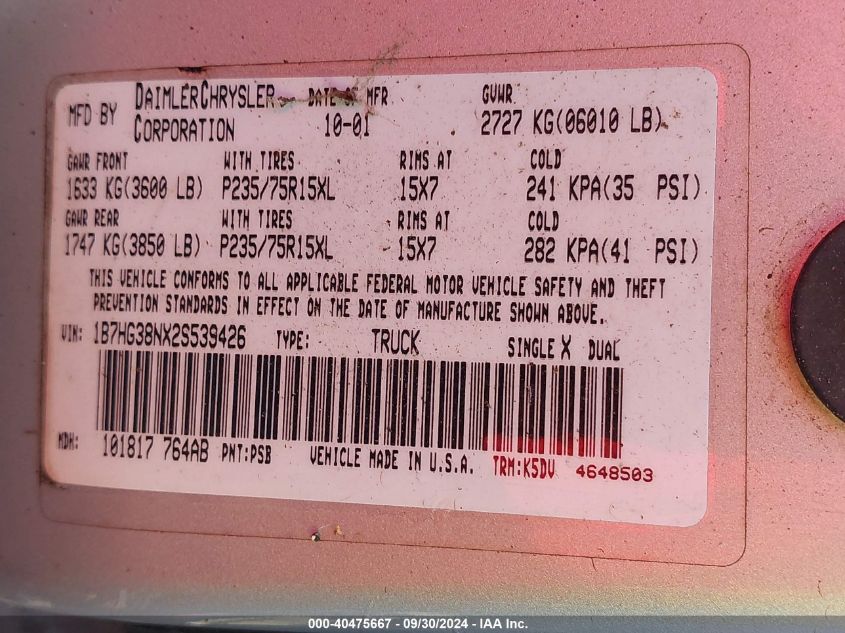 MFD BY DAIMLERCHRYSLER CORPORATION DATE OF MFR 10-01 GVWR 2727 KG(06010 LB)
GAWR FRONT WITH TIRES RIMS AT COLD
1633 KG(3600 LB) P235/75R15XL 15X7 241 KPA(35 PSI)
GAWR REAR WITH TIRES RIMS AT COLD
1747 KG(3850 LB) P235/75R15XL 15X7 282 KPA(41 PSI)
THIS VEHICLE CONFORMS TO ALL APPLICABLE FEDERAL MOTOR VEHICLE SAFETY AND THEFT
PREVENTION STANDARDS IN EFFECT ON THE DATE OF MANUFACTURE SHOWN ABOVE.
VIN: 1B7HG38NX2S539426 TYPE: TRUCK SINGLE X DUAL
MDH: 101817 764AB PNT:PSB VEHICLE MADE IN U.S.A. TRM:K5DV 4648503
000-40475667 - 09/30/2024 - IAA Inc.